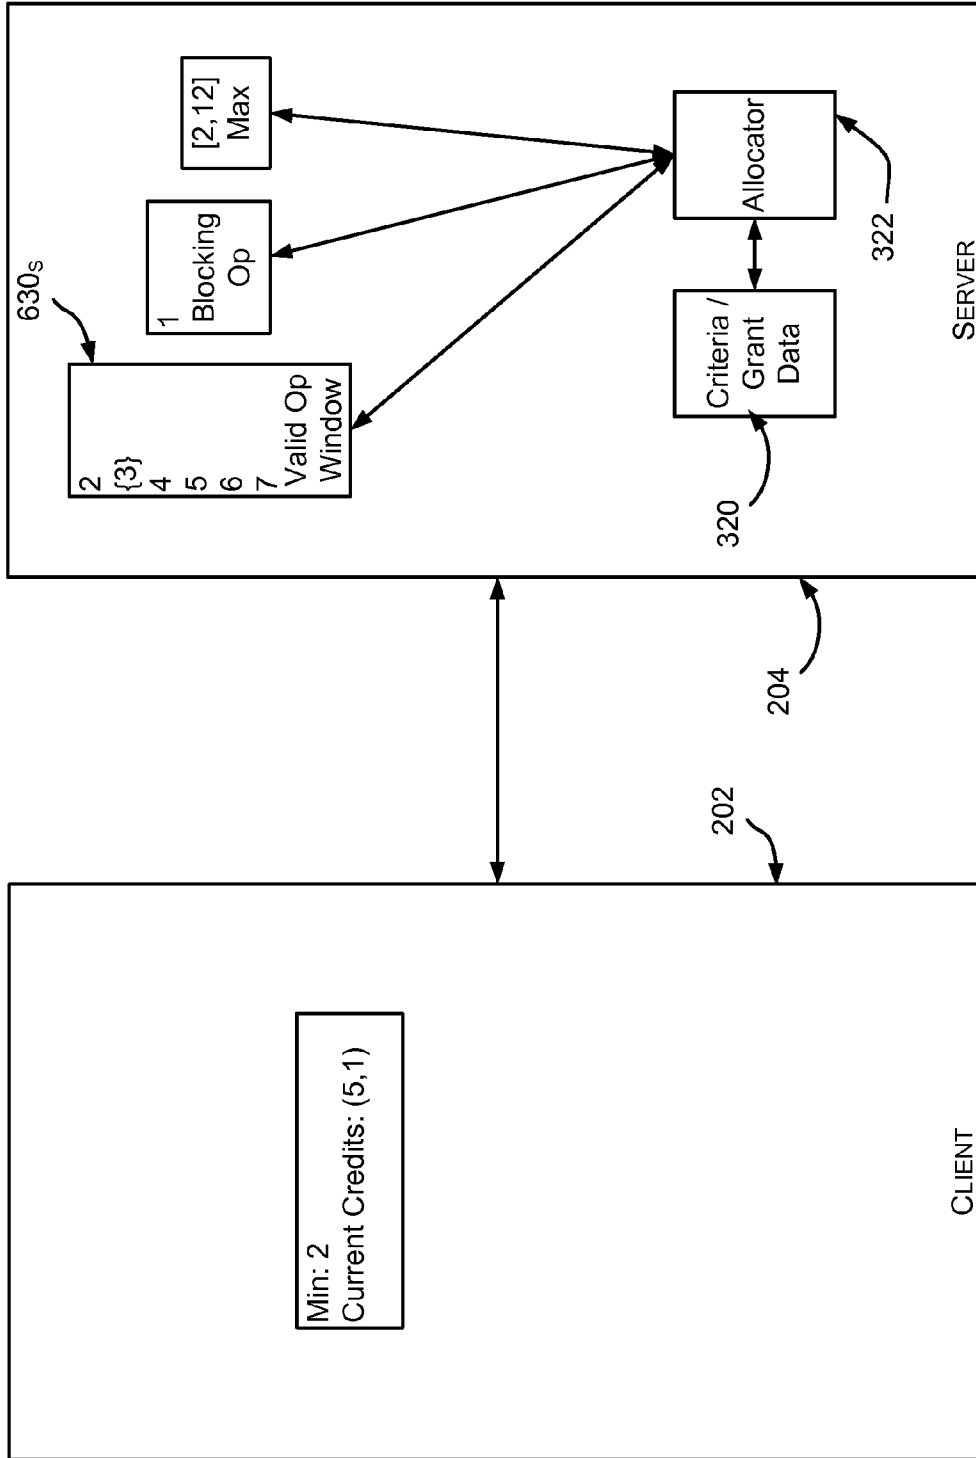 Min: 2
Current Credits: (5,1)
CLIENT
202
204
630S
2
{3}
4
5
6
7
Valid Op
Window
1
Blocking
Op
[2,12]
Max
Criteria /
Grant
Data
320
Allocator
322
SERVER